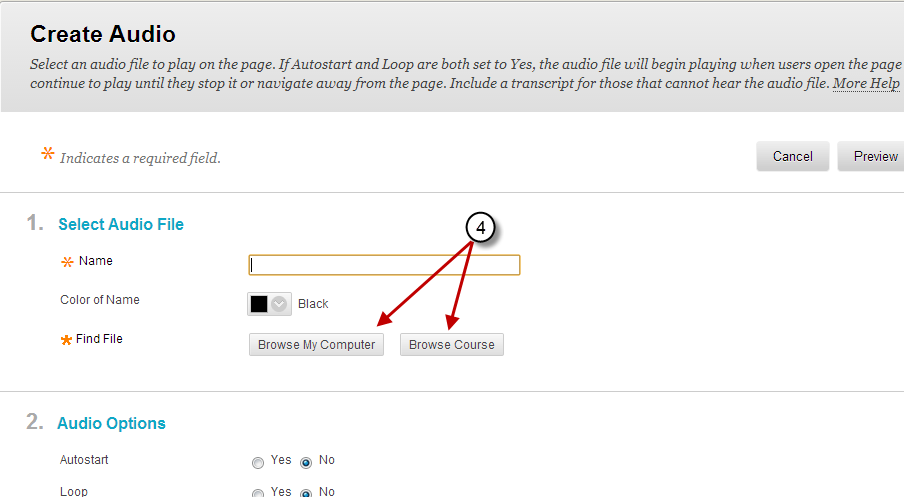 Create Audio
Select an audio file to play on the page. If Autostart and Loop are both set to Yes, the audio file will begin playing when users open the page
continue to play until they stop it or navigate away from the page. Include a transcript for those that cannot hear the audio file. More Help
* Indicates a required field.
Cancel Preview
1. Select Audio File
4
* Name
Color of Name Black
* Find File Browse My Computer Browse Course
2. Audio Options
Autostart Yes No
Loop Yes No